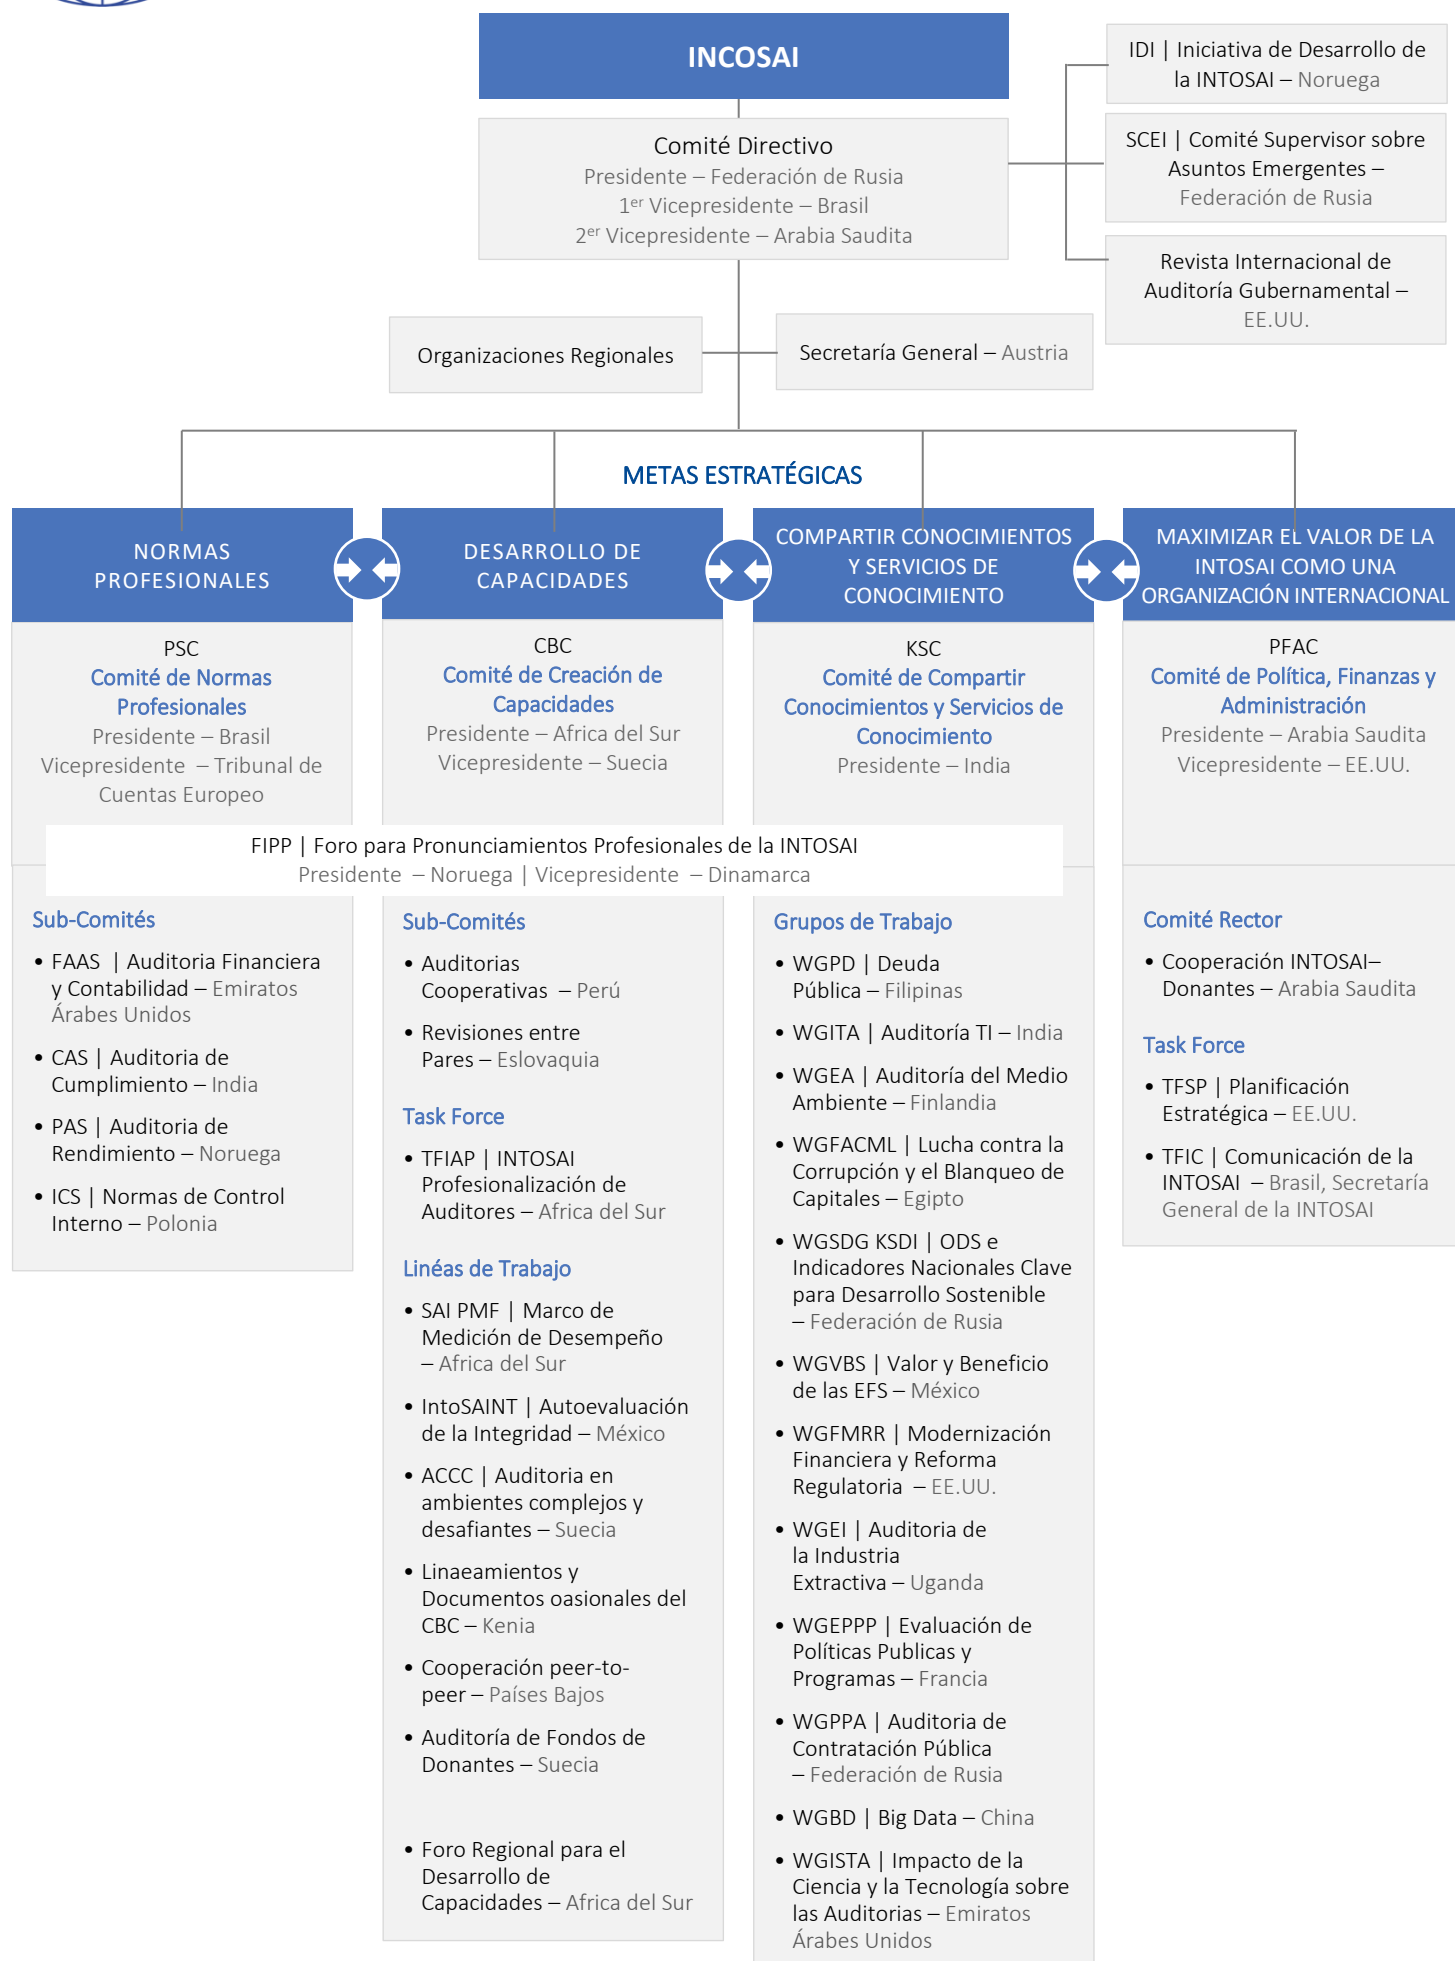 INCOSAI
Comité Directivo
Presidente – Federación de Rusia
1er Vicepresidente – Brasil
2er Vicepresidente – Arabia Saudita
IDI | Iniciativa de Desarrollo de
la INTOSAI – Noruega
SCEI | Comité Supervisor sobre
Asuntos Emergentes –
Federación de Rusia
Revista Internacional de
Auditoría Gubernamental –
EE.UU.
Organizaciones Regionales
Secretaría General – Austria
METAS ESTRATÉGICAS
NORMAS
PROFESIONALES
PSC
Comité de Normas
Profesionales
Presidente – Brasil
Vicepresidente – Tribunal de
Cuentas Europeo
DESARROLLO DE
CAPACIDADES
CBC
Comité de Creación de
Capacidades
Presidente – Africa del Sur
Vicepresidente – Suecia
COMPARTIR CONOCIMIENTOS
Y SERVICIOS DE
CONOCIMIENTO
KSC
Comité de Compartir
Conocimientos y Servicios de
Conocimiento
Presidente – India
MAXIMIZAR EL VALOR DE LA
INTOSAI COMO UNA
ORGANIZACIÓN INTERNACIONAL
PFAC
Comité de Política, Finanzas y
Administración
Presidente – Arabia Saudita
Vicepresidente – EE.UU.
FIPP | Foro para Pronunciamientos Profesionales de la INTOSAI
Presidente – Noruega | Vicepresidente – Dinamarca
Sub-Comités
• FAAS | Auditoria Financiera
y Contabilidad – Emiratos
Árabes Unidos
• CAS | Auditoria de
Cumplimiento – India
• PAS | Auditoria de
Rendimiento – Noruega
• ICS | Normas de Control
Interno – Polonia
Sub-Comités
• Auditorias
Cooperativas – Perú
• Revisiones entre
Pares – Eslovaquia
Task Force
• TFIAP | INTOSAI
Profesionalización de
Auditores – Africa del Sur
Linéas de Trabajo
• SAI PMF | Marco de
Medición de Desempeño
– Africa del Sur
• IntoSAINT | Autoevaluación
de la Integridad – México
• ACCC | Auditoria en
ambientes complejos y
desafiantes – Suecia
• Linaeamientos y
Documentos oasionales del
CBC – Kenia
• Cooperación peer-to-
peer – Países Bajos
• Auditoría de Fondos de
Donantes – Suecia
• Foro Regional para el
Desarrollo de
Capacidades – Africa del Sur
Grupos de Trabajo
• WGPD | Deuda
Pública – Filipinas
• WGITA | Auditoría TI – India
• WGEA | Auditoría del Medio
Ambiente – Finlandia
• WGFACML | Lucha contra la
Corrupción y el Blanqueo de
Capitales – Egipto
• WGSDG KSDI | ODS e
Indicadores Nacionales Clave
para Desarrollo Sostenible
– Federación de Rusia
• WGVBS | Valor y Beneficio
de las EFS – México
• WGFMRR | Modernización
Financiera y Reforma
Regulatoria – EE.UU.
• WGEI | Auditoria de
la Industria
Extractiva – Uganda
• WGEPPP | Evaluación de
Políticas Publicas y
Programas – Francia
• WGPPA | Auditoria de
Contratación Pública
– Federación de Rusia
• WGBD | Big Data – China
• WGISTA | Impacto de la
Ciencia y la Tecnología sobre
las Auditorias – Emiratos
Árabes Unidos
Comité Rector
• Cooperación INTOSAI–
Donantes – Arabia Saudita
Task Force
• TFSP | Planificación
Estratégica – EE.UU.
• TFIC | Comunicación de la
INTOSAI – Brasil, Secretaría
General de la INTOSAI